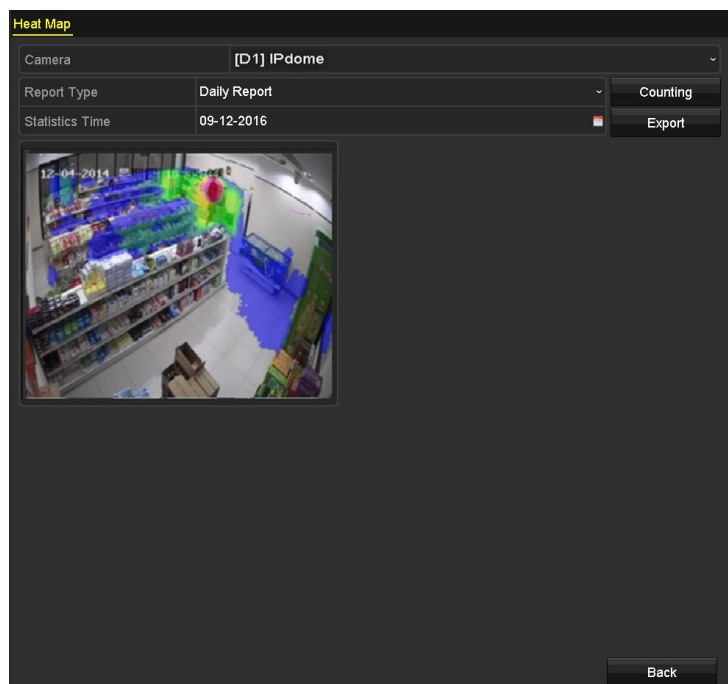 Heat Map
Camera
[D1] IPdome
Report Type
Daily Report
Counting
Statistics Time
09-12-2016
Export
12-04-2014
Back